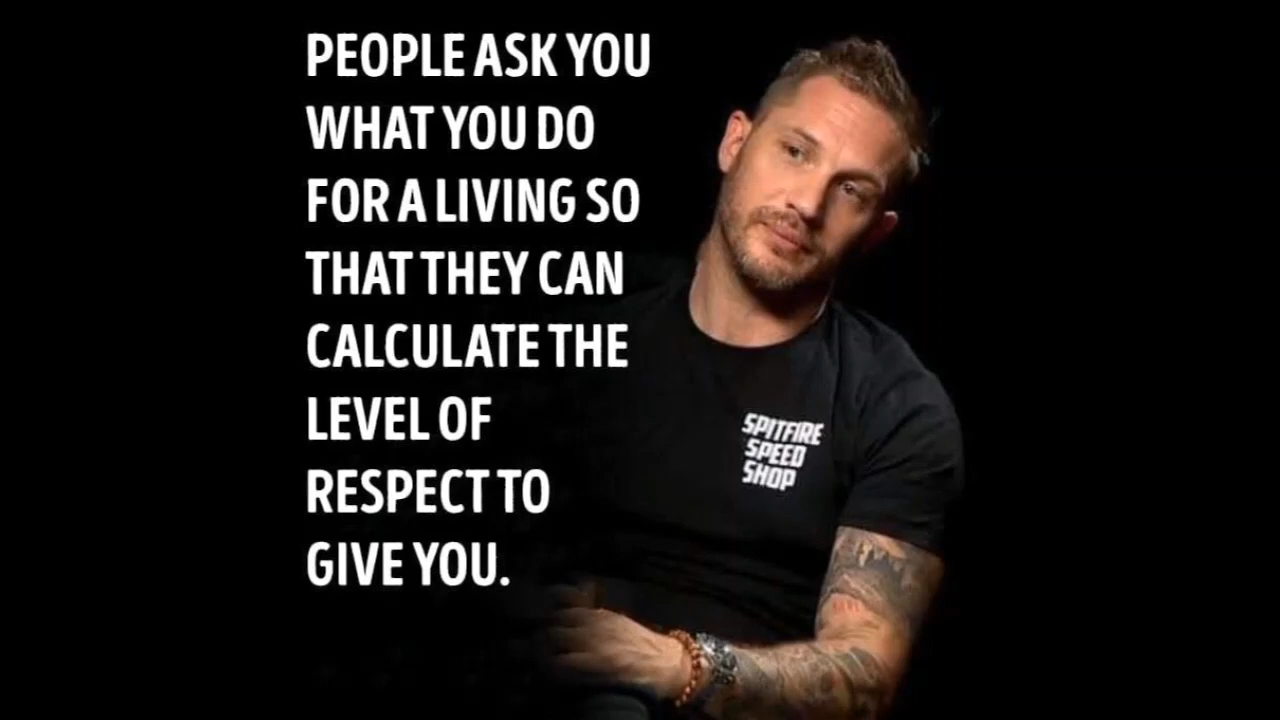 PEOPLE ASK YOU
WHAT YOU DO
FOR A LIVING SO
THAT THEY CAN
CALCULATE THE
LEVEL OF
RESPECT TO
GIVE YOU.
SPITFIRE
SPEED
SHOP